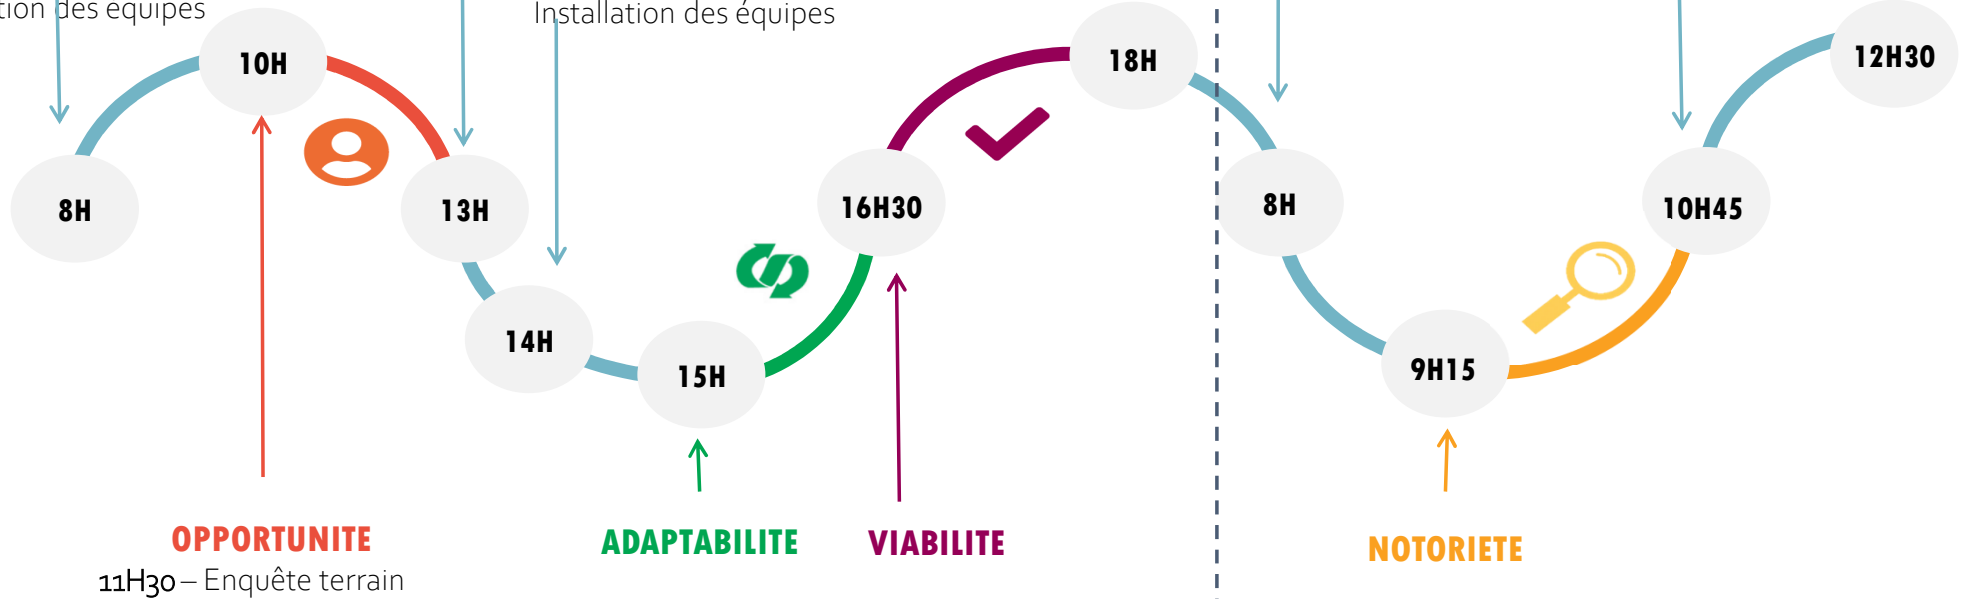 des équipes
Installation des équipes
10H
18H
12H30
8H
13H
16H30
8H
10H45
14H
15H
9H15
OPPORTUNITE
11H30 – Enquête terrain
ADAPTABILITE
VIABILITE
NOTORIETE